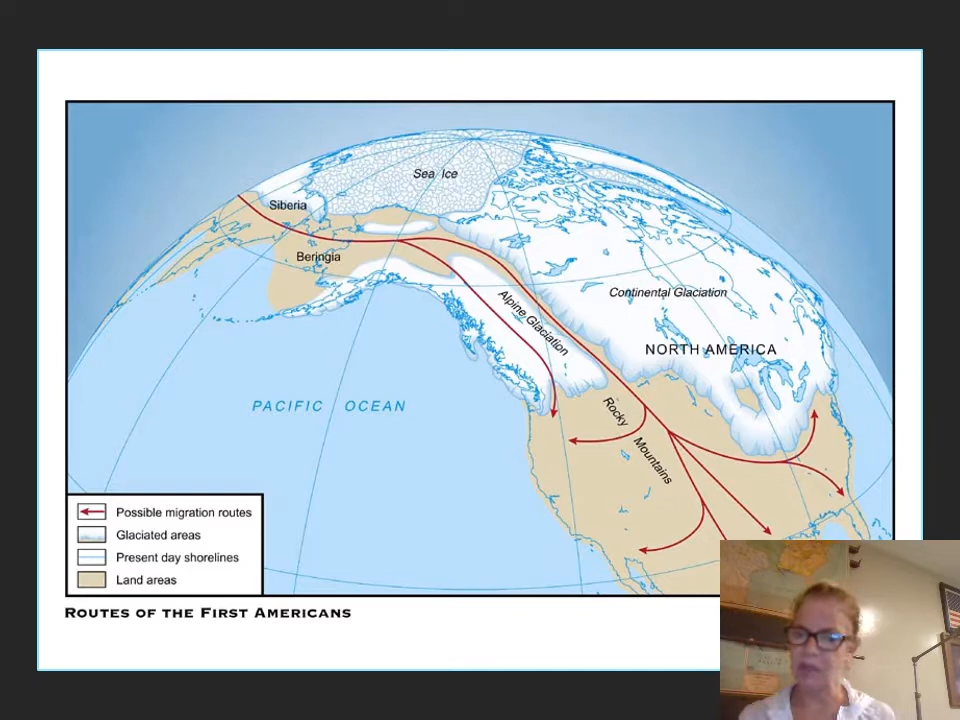 Sea Ice
Siberia
Beringia
Alpine Glaciation
Continental Glaciation
NORTH AMERICA
PACIFIC OCEAN
Rocky
Mountains
Possible migration routes
Glaciated areas
Present day shorelines
Land areas
ROUTES OF THE FIRST AMERICANS